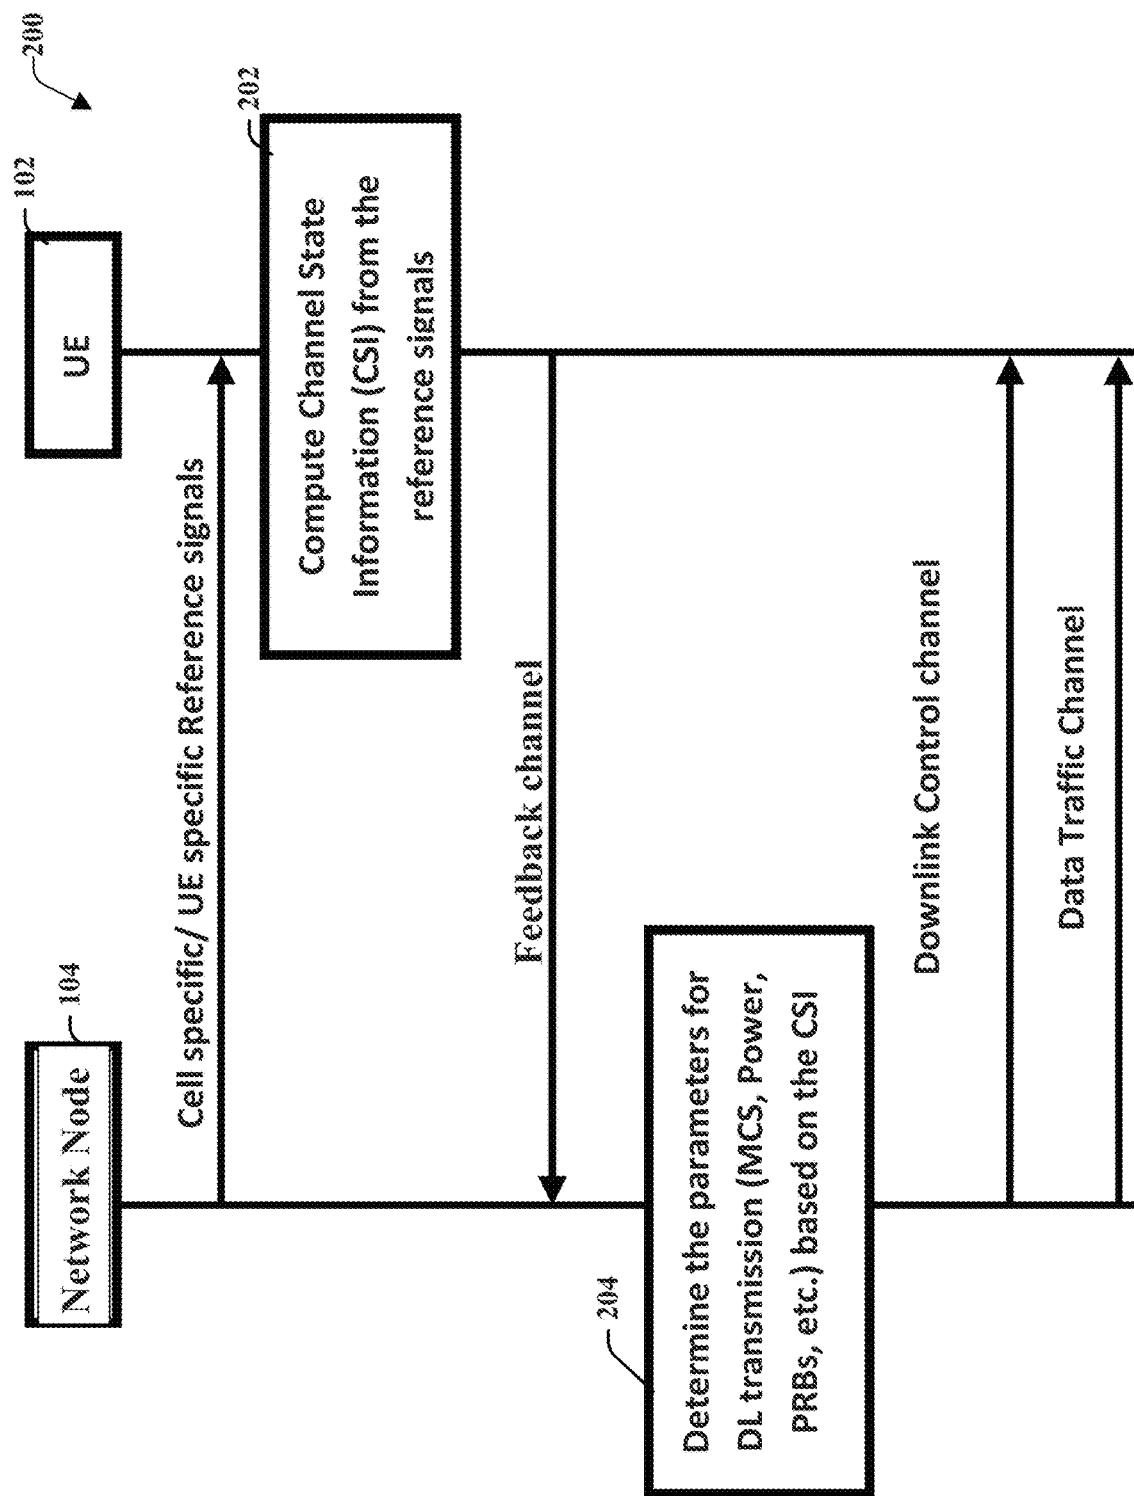 200
UE
102
Network Node
104
Cell specific/ UE specific Reference signals
202
Compute Channel State
Information (CSI) from the
reference signals
Feedback channel
204
Determine the parameters for
DL transmission (MCS, Power,
PRBs, etc.) based on the CSI
Downlink Control channel
Data Traffic Channel